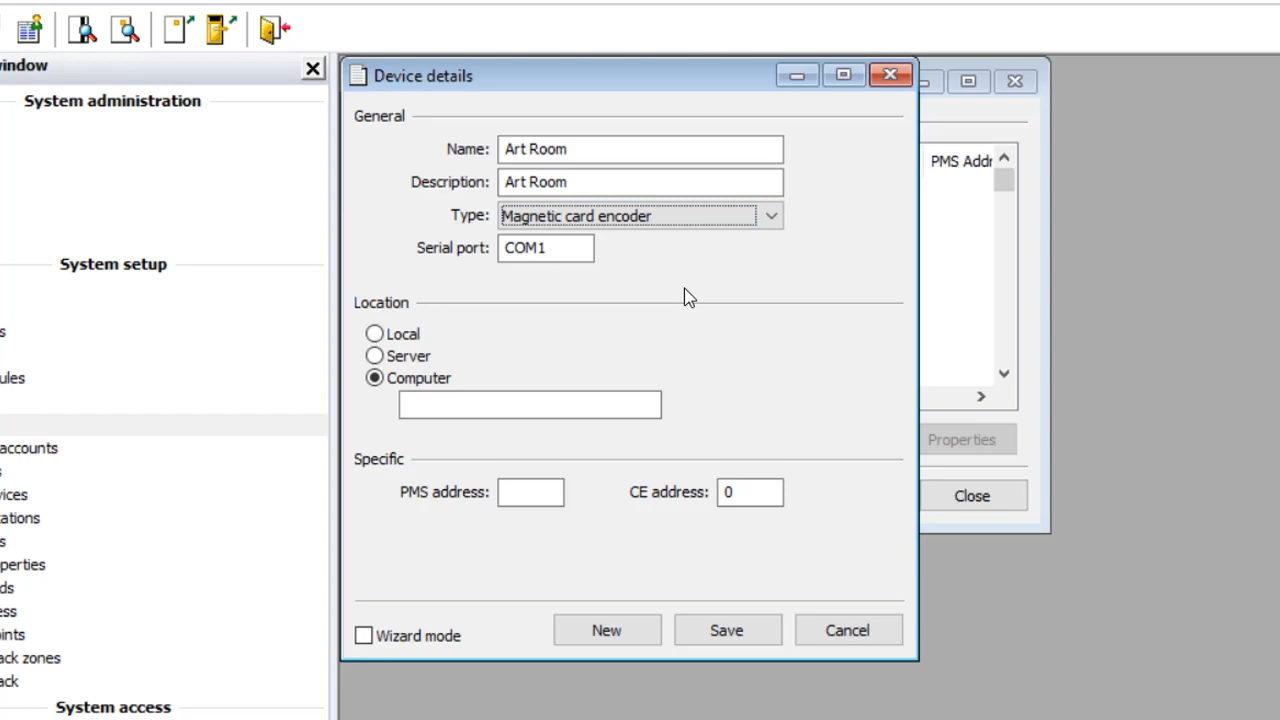 indow
System administration
System setup
s
ules
accounts
s
vices
ations
s
perties
ds
ess
ints
ack zones
ack
System access
Device details
General
Name: Art Room
Description: Art Room
Type: Magnetic card encoder
Serial port: COM1
Location
Local
Server
Computer
Specific
PMS address:
CE address: 0
Wizard mode
New
Save
Cancel
PMS Addr
Properties
Close